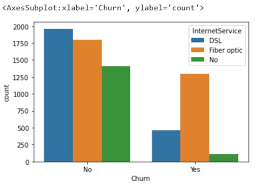 <AxesSubplot:xlabel='Churn', ylabel='count'>
2000
1750
1500
1250
1000
750
500
250
0
count
InternetService
DSL
Fiber optic
No
No
Yes
Churn